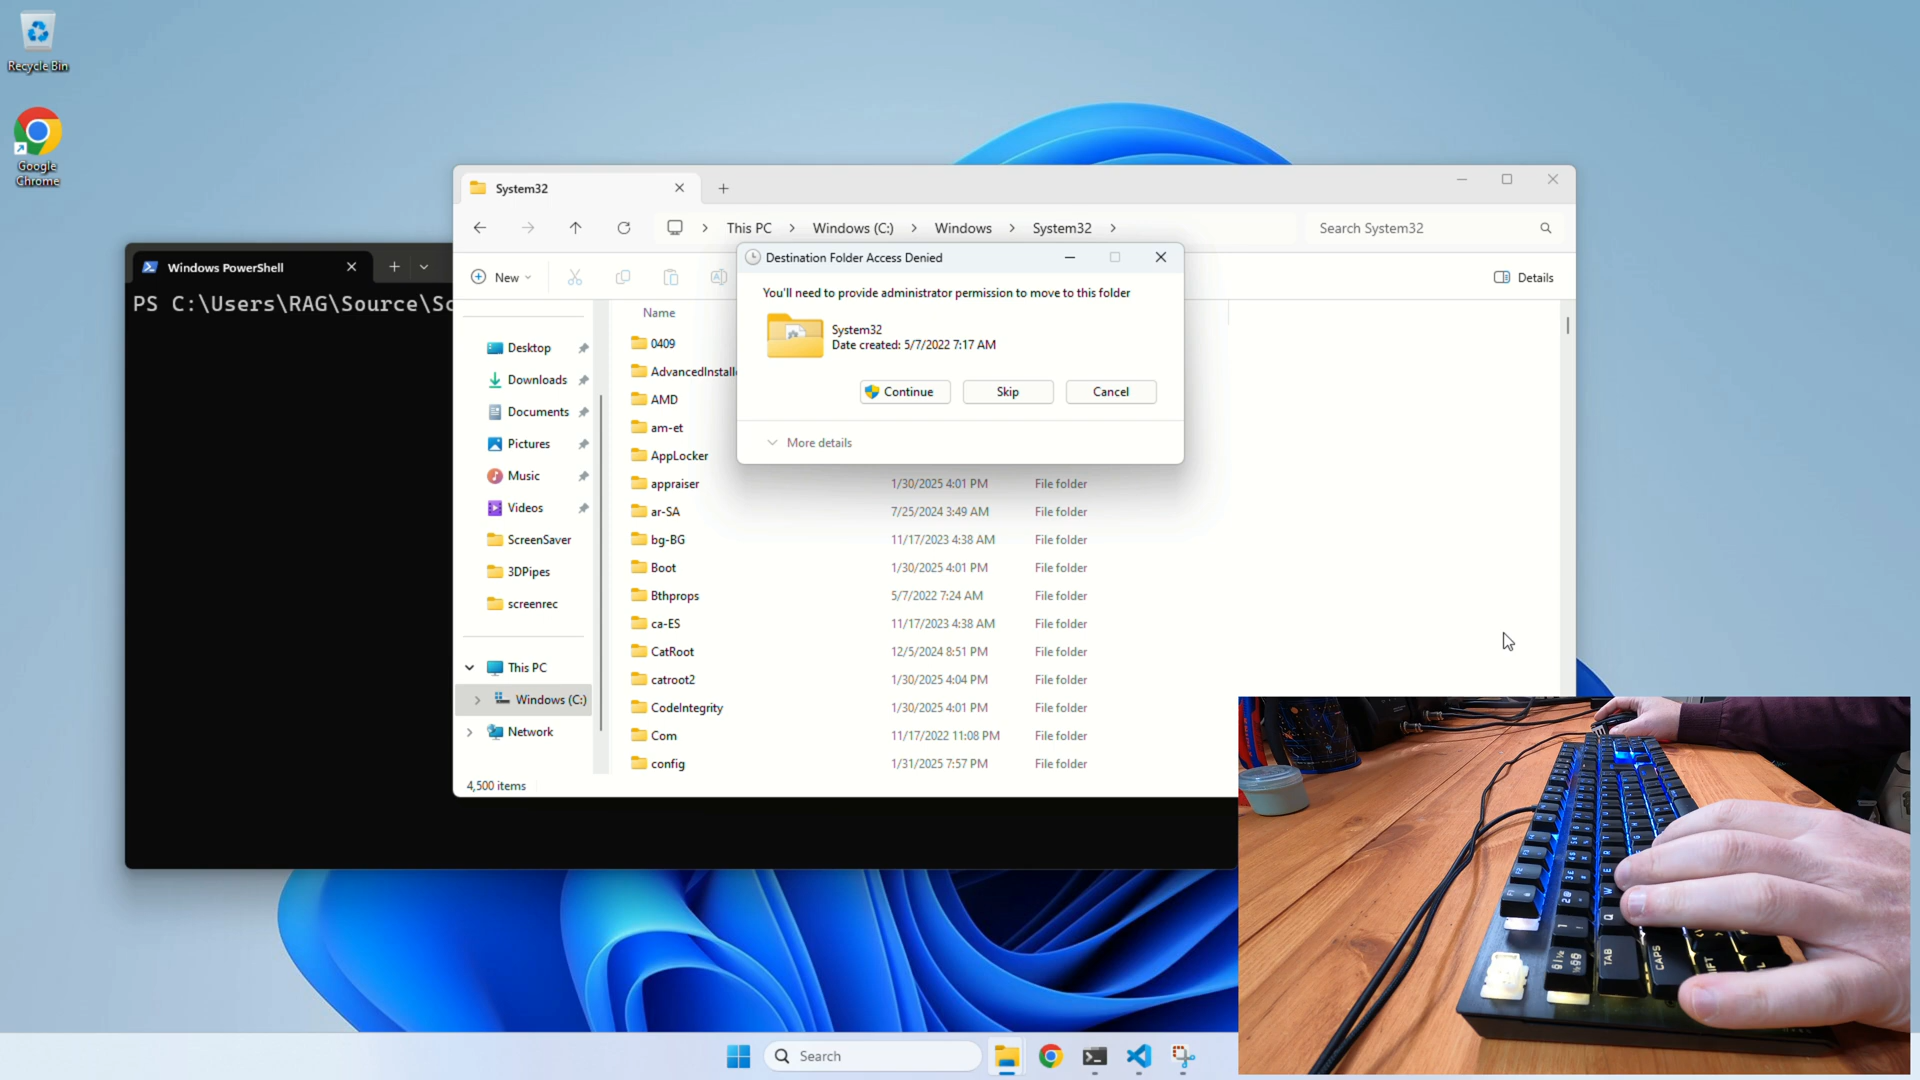 Recycle Bin
Google
Chrome
Windows PowerShell
PS C:\Users\RAG\Source\Sc
System32
This PC
Windows (C:)
Windows
System32
Search System32
New
Details
Destination Folder Access Denied
You'll need to provide administrator permission to move to this folder
System32
Date created: 5/7/2022 7:17 AM
Continue
Skip
Cancel
More details
Desktop
Downloads
Documents
Pictures
Music
Videos
ScreenSaver
3DPipes
screenrec
This PC
Windows (C:)
Network
Name
0409
AdvancedInstalle
AMD
am-et
AppLocker
appraiser 1/30/2025 4:01 PM File folder
ar-SA 7/25/2024 3:49 AM File folder
bg-BG 11/17/2023 4:38 AM File folder
Boot 1/30/2025 4:01 PM File folder
Bthprops 5/7/2022 7:24 AM File folder
ca-ES 11/17/2023 4:38 AM File folder
CatRoot 12/5/2024 8:51 PM File folder
catroot2 1/30/2025 4:04 PM File folder
CodeIntegrity 1/30/2025 4:01 PM File folder
Com 11/17/2022 11:08 PM File folder
config 1/31/2025 7:57 PM File folder
4,500 items
Search
TAB
CAPS
Q
W